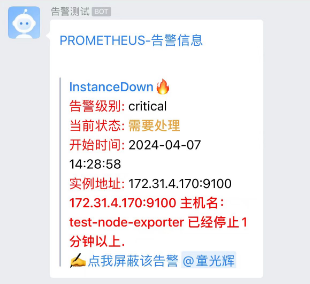 告警测试 BOT
PROMETHEUS-告警信息
InstanceDown🔥
告警级别: critical
当前状态: 需要处理
开始时间: 2024-04-07
14:28:58
实例地址: 172.31.4.170:9100
172.31.4.170:9100 主机名：
test-node-exporter 已经停止1
分钟以上.
✍️点我屏蔽该告警 @童光辉